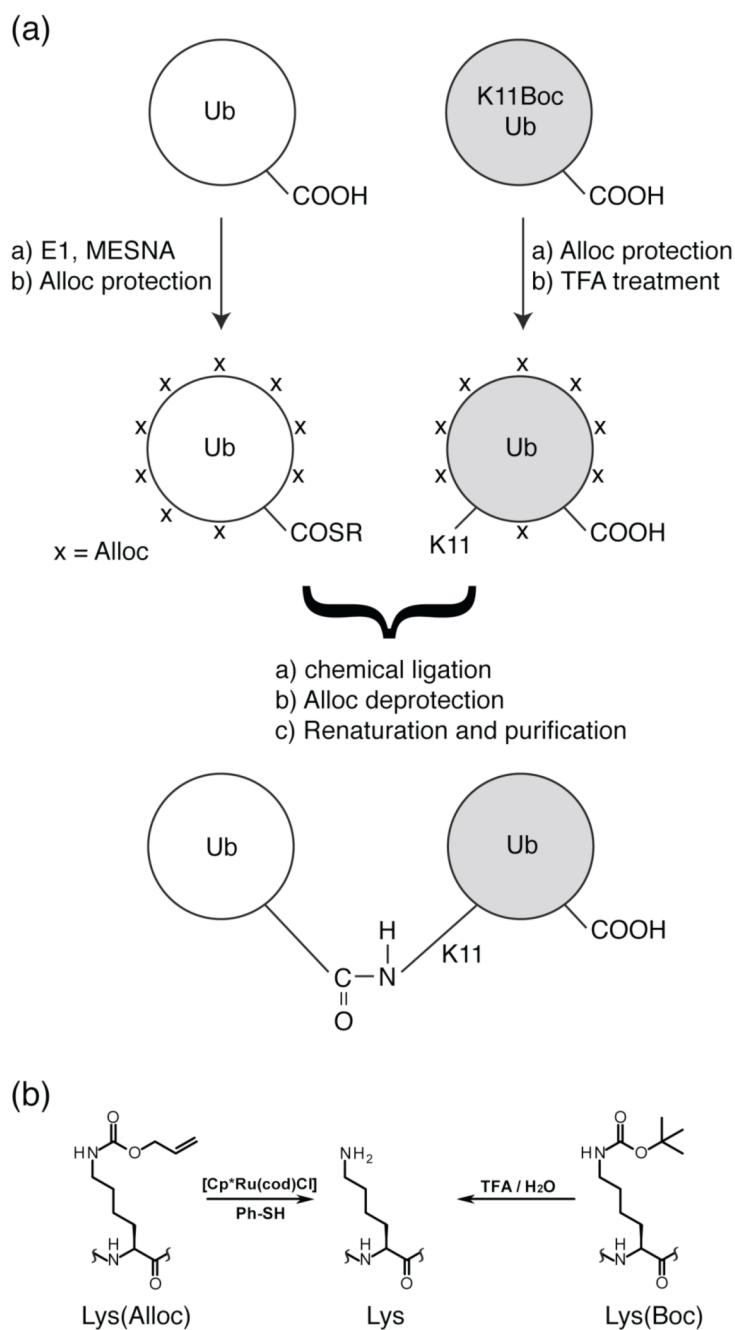 (a)
Ub
COOH
K11Boc
Ub
COOH
a) E1, MESNA
b) Alloc protection
a) Alloc protection
b) TFA treatment
x
x
x
x
x
x
x
x
x
Ub
COSR
x = Alloc
x
x
x
x
x
x
x
x
Ub
K11
COOH
a) chemical ligation
b) Alloc deprotection
c) Renaturation and purification
Ub
Ub
COOH
H
C – N
K11
O
(b)
O
HN
O
H
N
O
Lys(Alloc)
[Cp*Ru(cod)Cl]
Ph-SH
NH2
H
N
O
Lys
TFA / H2O
O
HN
O
H
N
O
Lys(Boc)